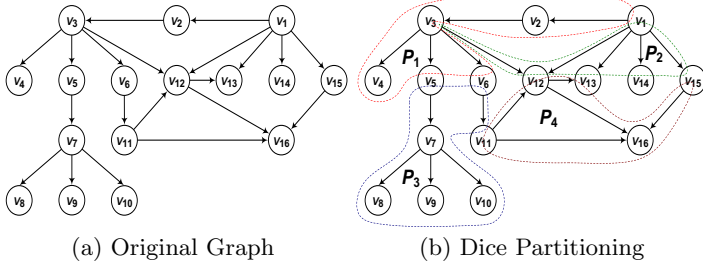 v3 v2 v1 v3 v2 v1
v4 v5 v6 v12 v13 v14 v15 v4 P1 v5 v6 v12 v13 v14 P2 v15
v7 v11 v16 v7 v11 P4 v16
v8 v9 v10 v8 P3 v9 v10
(a) Original Graph (b) Dice Partitioning